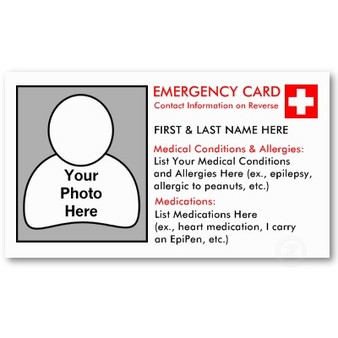 EMERGENCY CARD
Contact Information on Reverse
FIRST & LAST NAME HERE
Medical Conditions & Allergies:
List Your Medical Conditions
and Allergies Here (ex., epilepsy,
allergic to peanuts, etc.)
Medications:
List Medications Here
(ex., heart medication, I carry
an EpiPen, etc.)
Your
Photo
Here